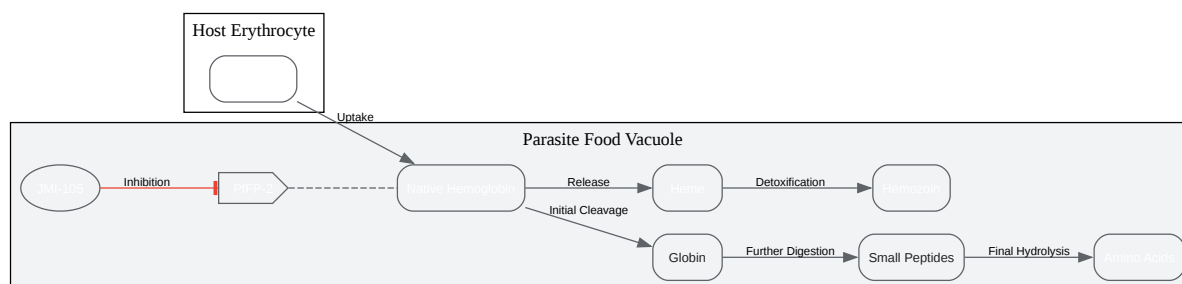 Host Erythrocyte
Uptake
Parasite Food Vacuole
JMI-105
Inhibition
PfFP-2
Native Hemoglobin
Release
Heme
Detoxification
Hemozoin
Initial Cleavage
Globin
Further Digestion
Small Peptides
Final Hydrolysis
Amino Acids